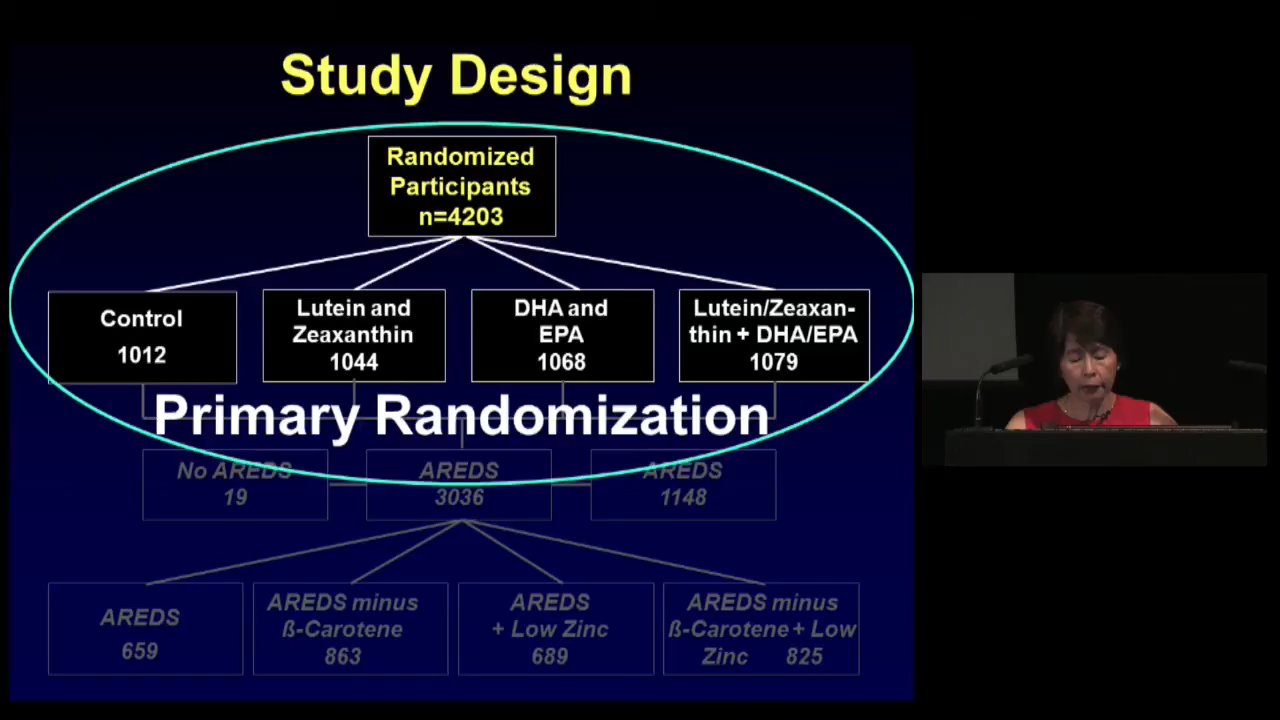 Study Design
Randomized
Participants
n=4203
Control
1012
Lutein and
Zeaxanthin
1044
DHA and
EPA
1068
Lutein/Zeaxan-
thin + DHA/EPA
1079
Primary Randomization
No AREDS
19
AREDS
3036
AREDS
1148
AREDS
659
AREDS minus
ß-Carotene
863
AREDS
+ Low Zinc
689
AREDS minus
ß-Carotene + Low
Zinc 825